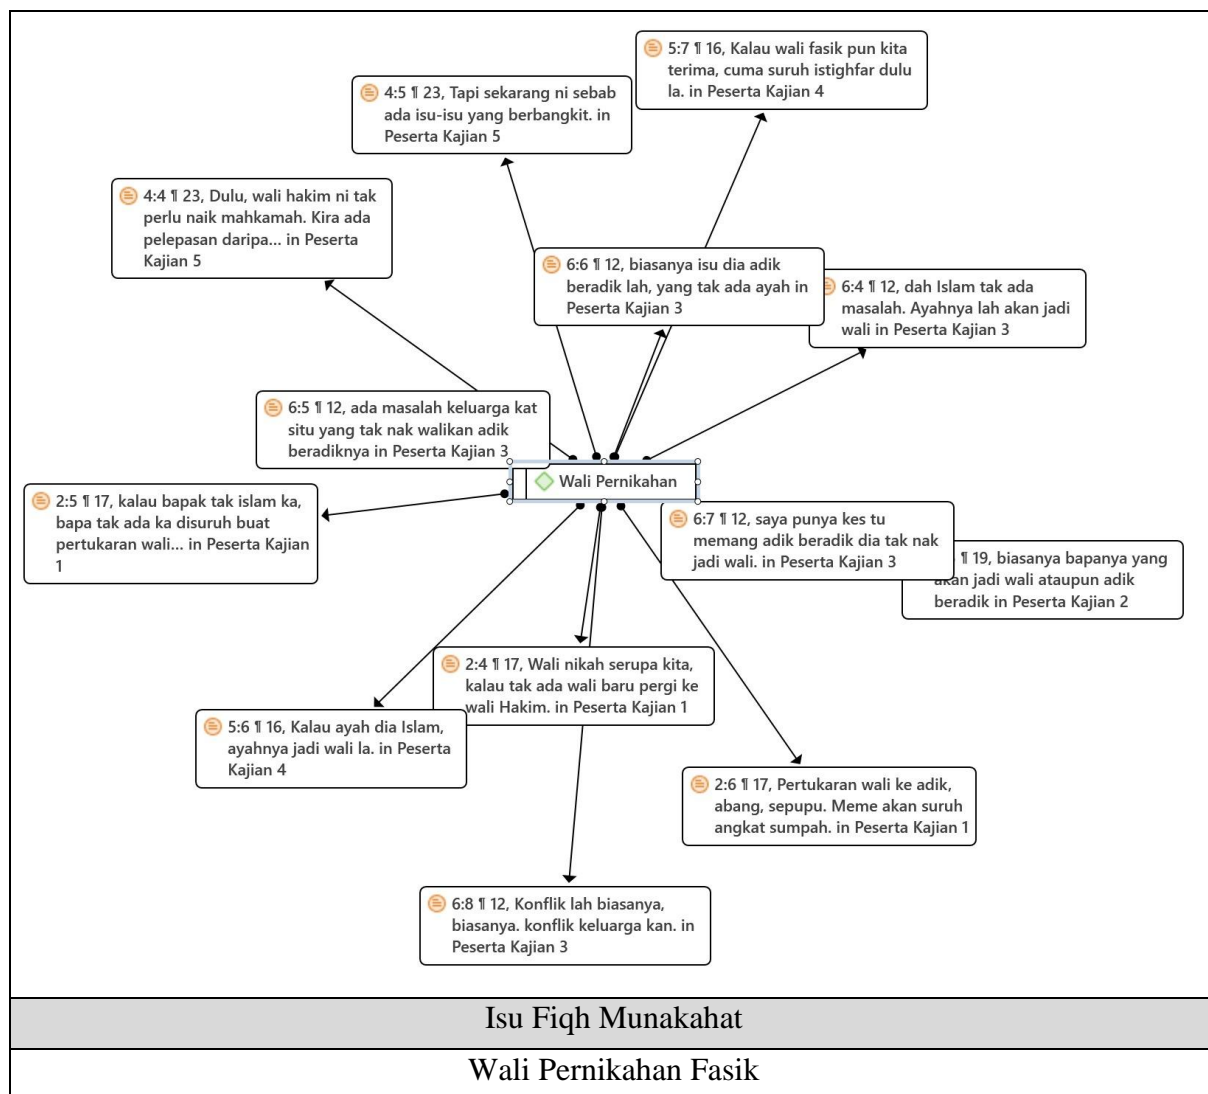 5:7 ¶ 16, Kalau wali fasik pun kita
terima, cuma suruh istighfar dulu
la. in Peserta Kajian 4
4:5 ¶ 23, Tapi sekarang ni sebab
ada isu-isu yang berbangkit. in
Peserta Kajian 5
4:4 ¶ 23, Dulu, wali hakim ni tak
perlu naik mahkamah. Kira ada
pelepasan daripa... in Peserta
Kajian 5
6:6 ¶ 12, biasanya isu dia adik
beradik lah, yang tak ada ayah in
Peserta Kajian 3
6:4 ¶ 12, dah Islam tak ada
masalah. Ayahnya lah akan jadi
wali in Peserta Kajian 3
6:5 ¶ 12, ada masalah keluarga kat
situ yang tak nak walikan adik
beradiknya in Peserta Kajian 3
Wali Pernikahan
2:5 ¶ 17, kalau bapak tak islam ka,
bapa tak ada ka disuruh buat
pertukaran wali... in Peserta Kajian
1
6:7 ¶ 12, saya punya kes tu
memang adik beradik dia tak nak
jadi wali. in Peserta Kajian 3
¶ 19, biasanya bapanya yang
akan jadi wali ataupun adik
beradik in Peserta Kajian 2
2:4 ¶ 17, Wali nikah serupa kita,
kalau tak ada wali baru pergi ke
wali Hakim. in Peserta Kajian 1
5:6 ¶ 16, Kalau ayah dia Islam,
ayahnya jadi wali la. in Peserta
Kajian 4
2:6 ¶ 17, Pertukaran wali ke adik,
abang, sepupu. Meme akan suruh
angkat sumpah. in Peserta Kajian 1
6:8 ¶ 12, Konflik lah biasanya,
biasanya. konflik keluarga kan. in
Peserta Kajian 3
Isu Fiqh Munakahat
Wali Pernikahan Fasik